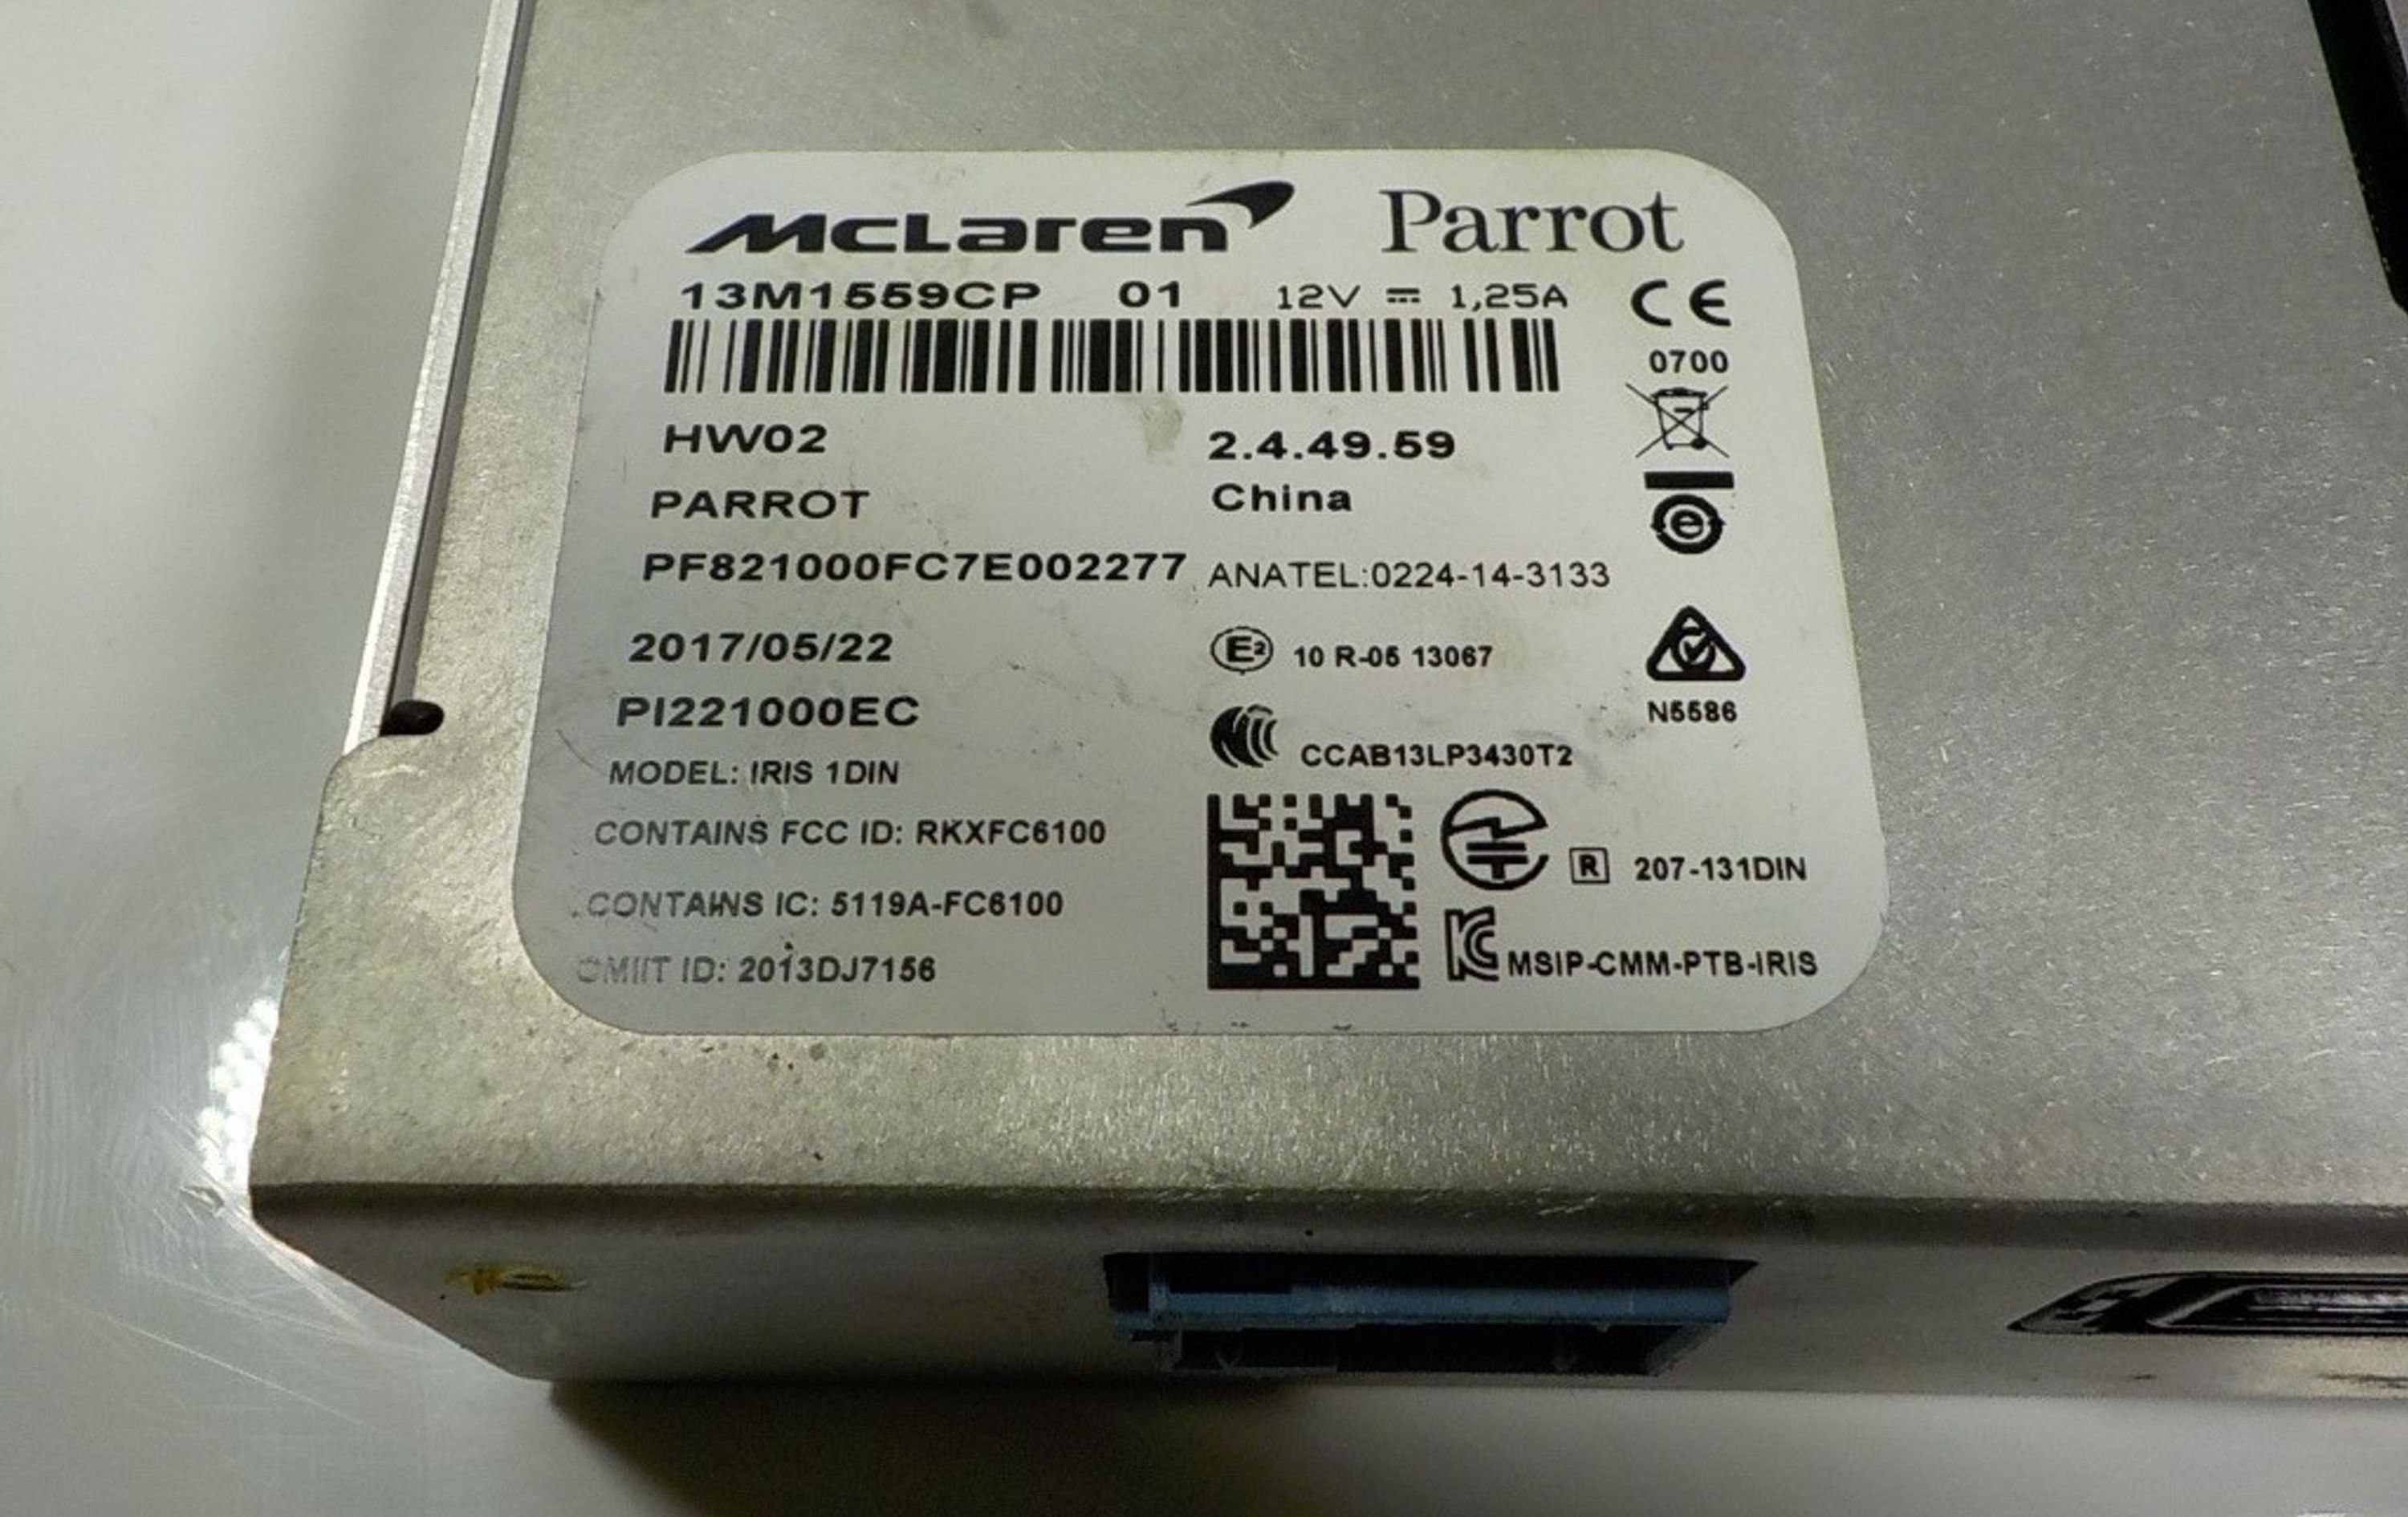 McLaren Parrot
13M1559CP 01 12V 1,25A CE
0700
HW02 2.4.49.59
PARROT China
e
PF821000FC7E002277 ANATEL:0224-14-3133
2017/05/22 E2 10 R-05 13067
PI221000EC N5586
MODEL: IRIS 1DIN CCAB13LP3430T2
CONTAINS FCC ID: RKXFC6100 R 207-131DIN
CONTAINS IC: 5119A-FC6100
CMIIT ID: 2013DJ7156 MSIP-CMM-PTB-IRIS